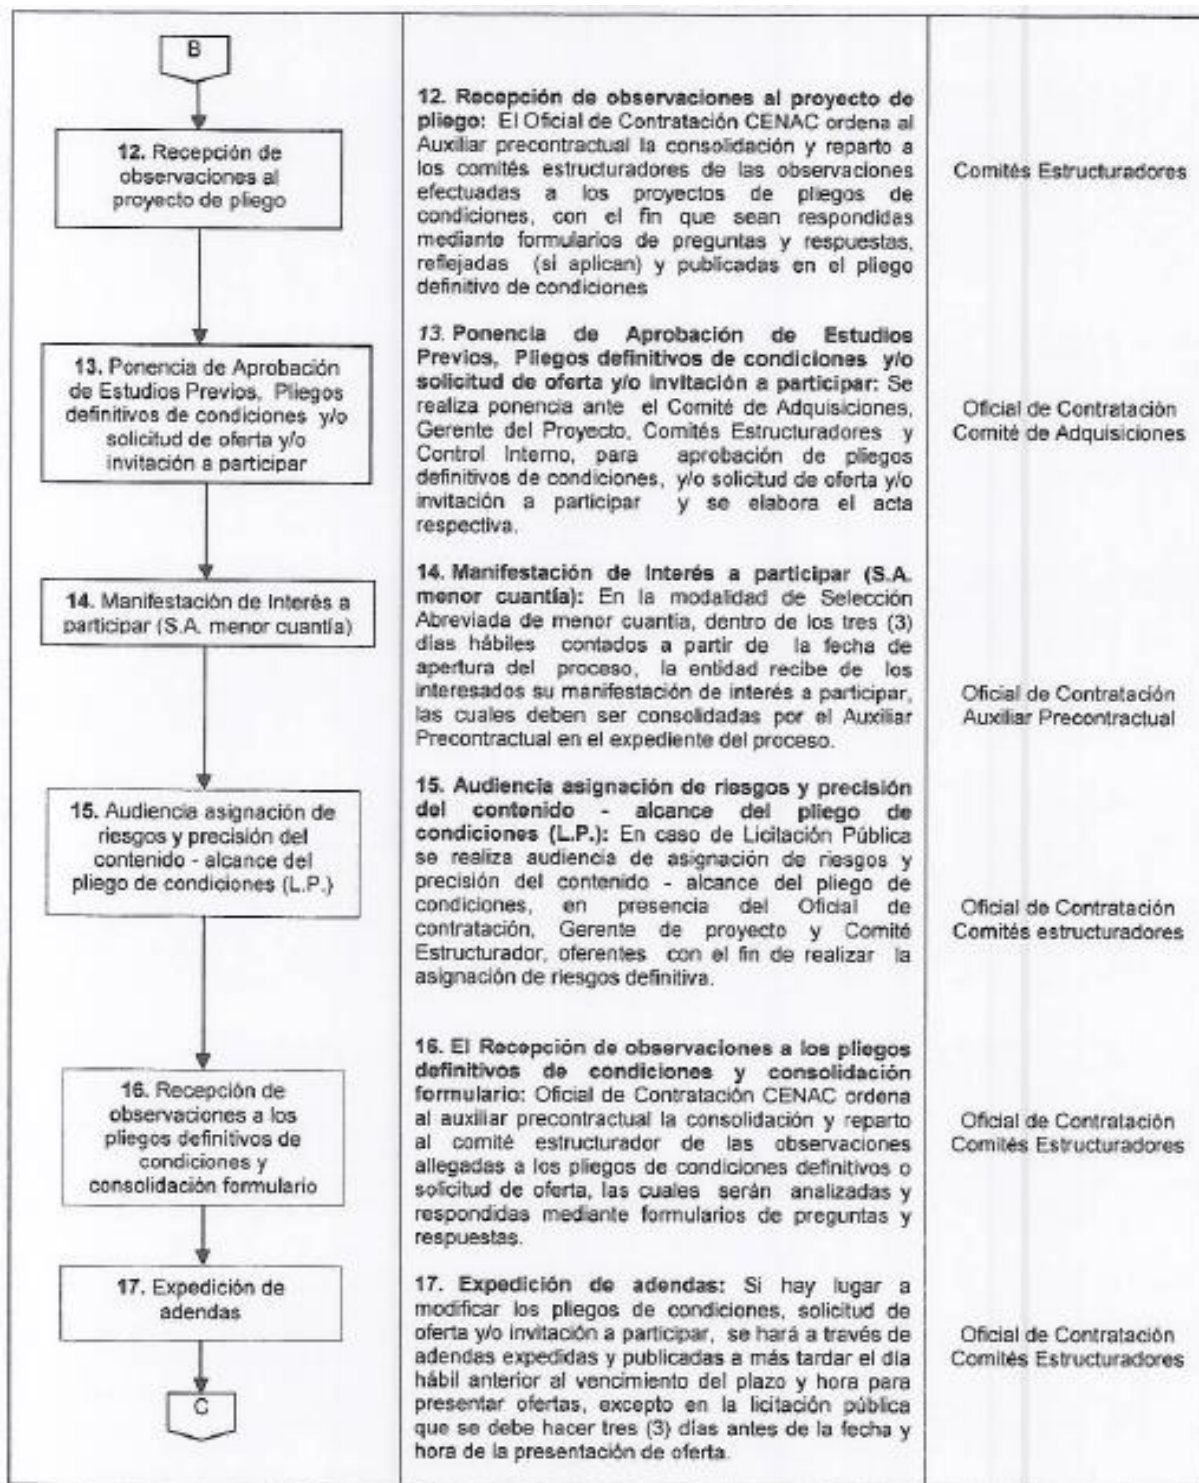 B
12. Recepción de
observaciones al
proyecto de pliego
12. Recepción de observaciones al proyecto de
pliego: El Oficial de Contratación CENAC ordena al
Auxiliar precontractual la consolidación y reparto a
los comités estructuradores de las observaciones
efectuadas a los proyectos de pliegos de
condiciones, con el fin que sean respondidas
mediante formularios de preguntas y respuestas,
reflejadas (si aplican) y publicadas en el pliego
definitivo de condiciones
Comités Estructuradores
13. Ponencia de Aprobación
de Estudios Previos, Pliegos
definitivos de condiciones y/o
solicitud de oferta y/o
invitación a participar
13. Ponencia de Aprobación de Estudios
Previos, Pliegos definitivos de condiciones y/o
solicitud de oferta y/o invitación a participar: Se
realiza ponencia ante el Comité de Adquisiciones,
Gerente del Proyecto, Comités Estructuradores y
Control Interno, para aprobación de pliegos
definitivos de condiciones, y/o solicitud de oferta y/o
invitación a participar y se elabora el acta
respectiva.
Oficial de Contratación
Comité de Adquisiciones
14. Manifestación de Interés a
participar (S.A. menor cuantía)
14. Manifestación de Interés a participar (S.A.
menor cuantía): En la modalidad de Selección
Abreviada de menor cuantía, dentro de los tres (3)
días hábiles contados a partir de la fecha de
apertura del proceso, la entidad recibe de los
interesados su manifestación de interés a participar,
las cuales deben ser consolidadas por el Auxiliar
Precontractual en el expediente del proceso.
Oficial de Contratación
Auxiliar Precontractual
15. Audiencia asignación de
riesgos y precisión del
contenido - alcance del
pliego de condiciones (L.P.)
15. Audiencia asignación de riesgos y precisión
del contenido - alcance del pliego de
condiciones (L.P.): En caso de Licitación Pública
se realiza audiencia de asignación de riesgos y
precisión del contenido - alcance del pliego de
condiciones, en presencia del Oficial de
contratación, Gerente de proyecto y Comité
Estructurador, oferentes con el fin de realizar la
asignación de riesgos definitiva.
Oficial de Contratación
Comités estructuradores
16. Recepción de
observaciones a los
pliegos definitivos de
condiciones y
consolidación formulario
16. El Recepción de observaciones a los pliegos
definitivos de condiciones y consolidación
formulario: Oficial de Contratación CENAC ordena
al auxiliar precontractual la consolidación y reparto
al comité estructurador de las observaciones
allegadas a los pliegos de condiciones definitivos o
solicitud de oferta, las cuales serán analizadas y
respondidas mediante formularios de preguntas y
respuestas.
Oficial de Contratación
Comités Estructuradores
17. Expedición de
adendas
17. Expedición de adendas: Si hay lugar a
modificar los pliegos de condiciones, solicitud de
oferta y/o invitación a participar, se hará a través de
adendas expedidas y publicadas a más tardar el día
hábil anterior al vencimiento del plazo y hora para
presentar ofertas, excepto en la licitación pública
que se debe hacer tres (3) días antes de la fecha y
hora de la presentación de oferta.
Oficial de Contratación
Comités Estructuradores
C